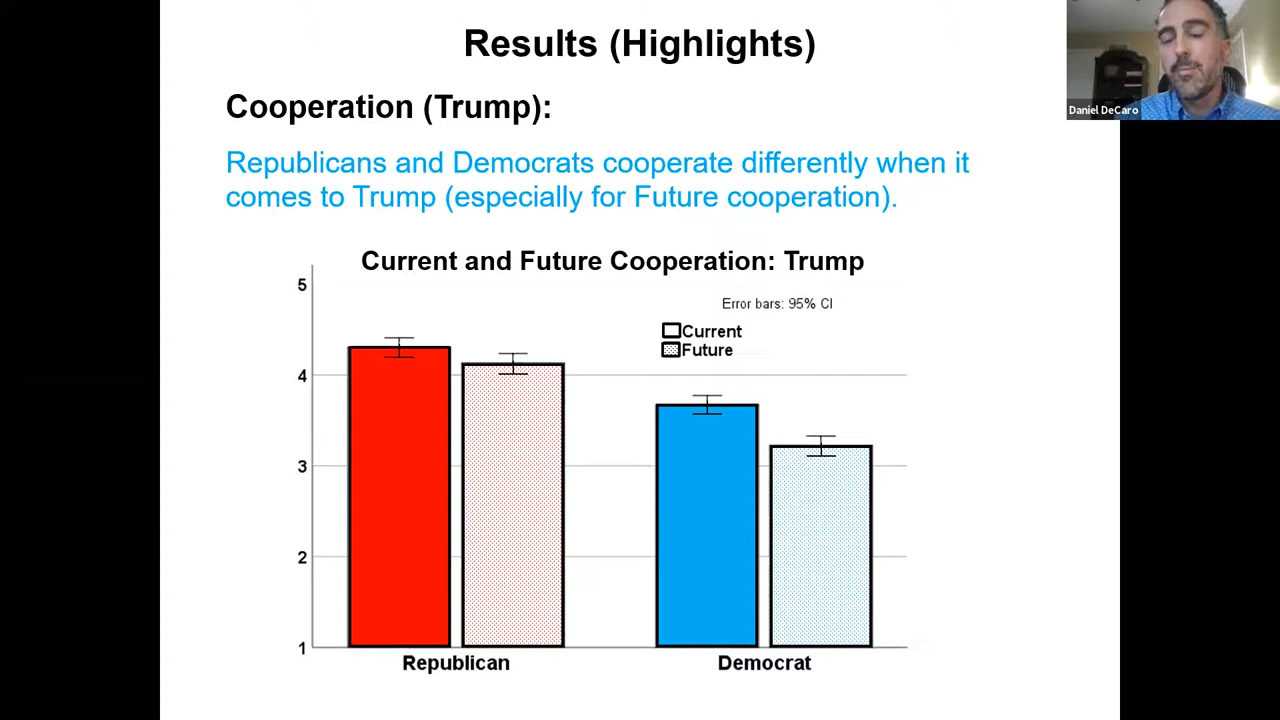 Results (Highlights)
Daniel DeCaro
Cooperation (Trump):
Republicans and Democrats cooperate differently when it
comes to Trump (especially for Future cooperation).
Current and Future Cooperation: Trump
Error bars: 95% CI
Current
Future
5
4
3
2
1
Republican
Democrat